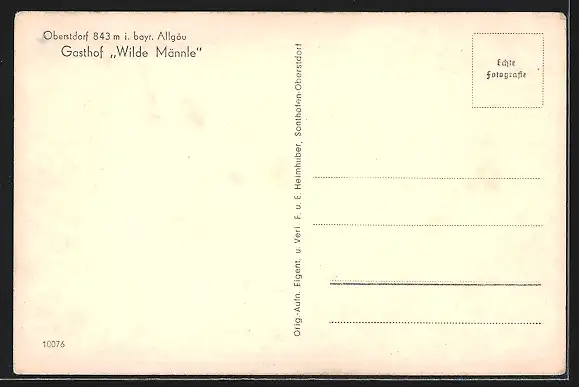 Oberstdorf 843 m i. bayr. Allgäu
Gasthof „Wilde Männle"
Echte
Fotografie
Orig.-Aufn. Eigent. u. Verl. F. u. E. Heimhuber, Sonthofen-Oberstdorf
10076